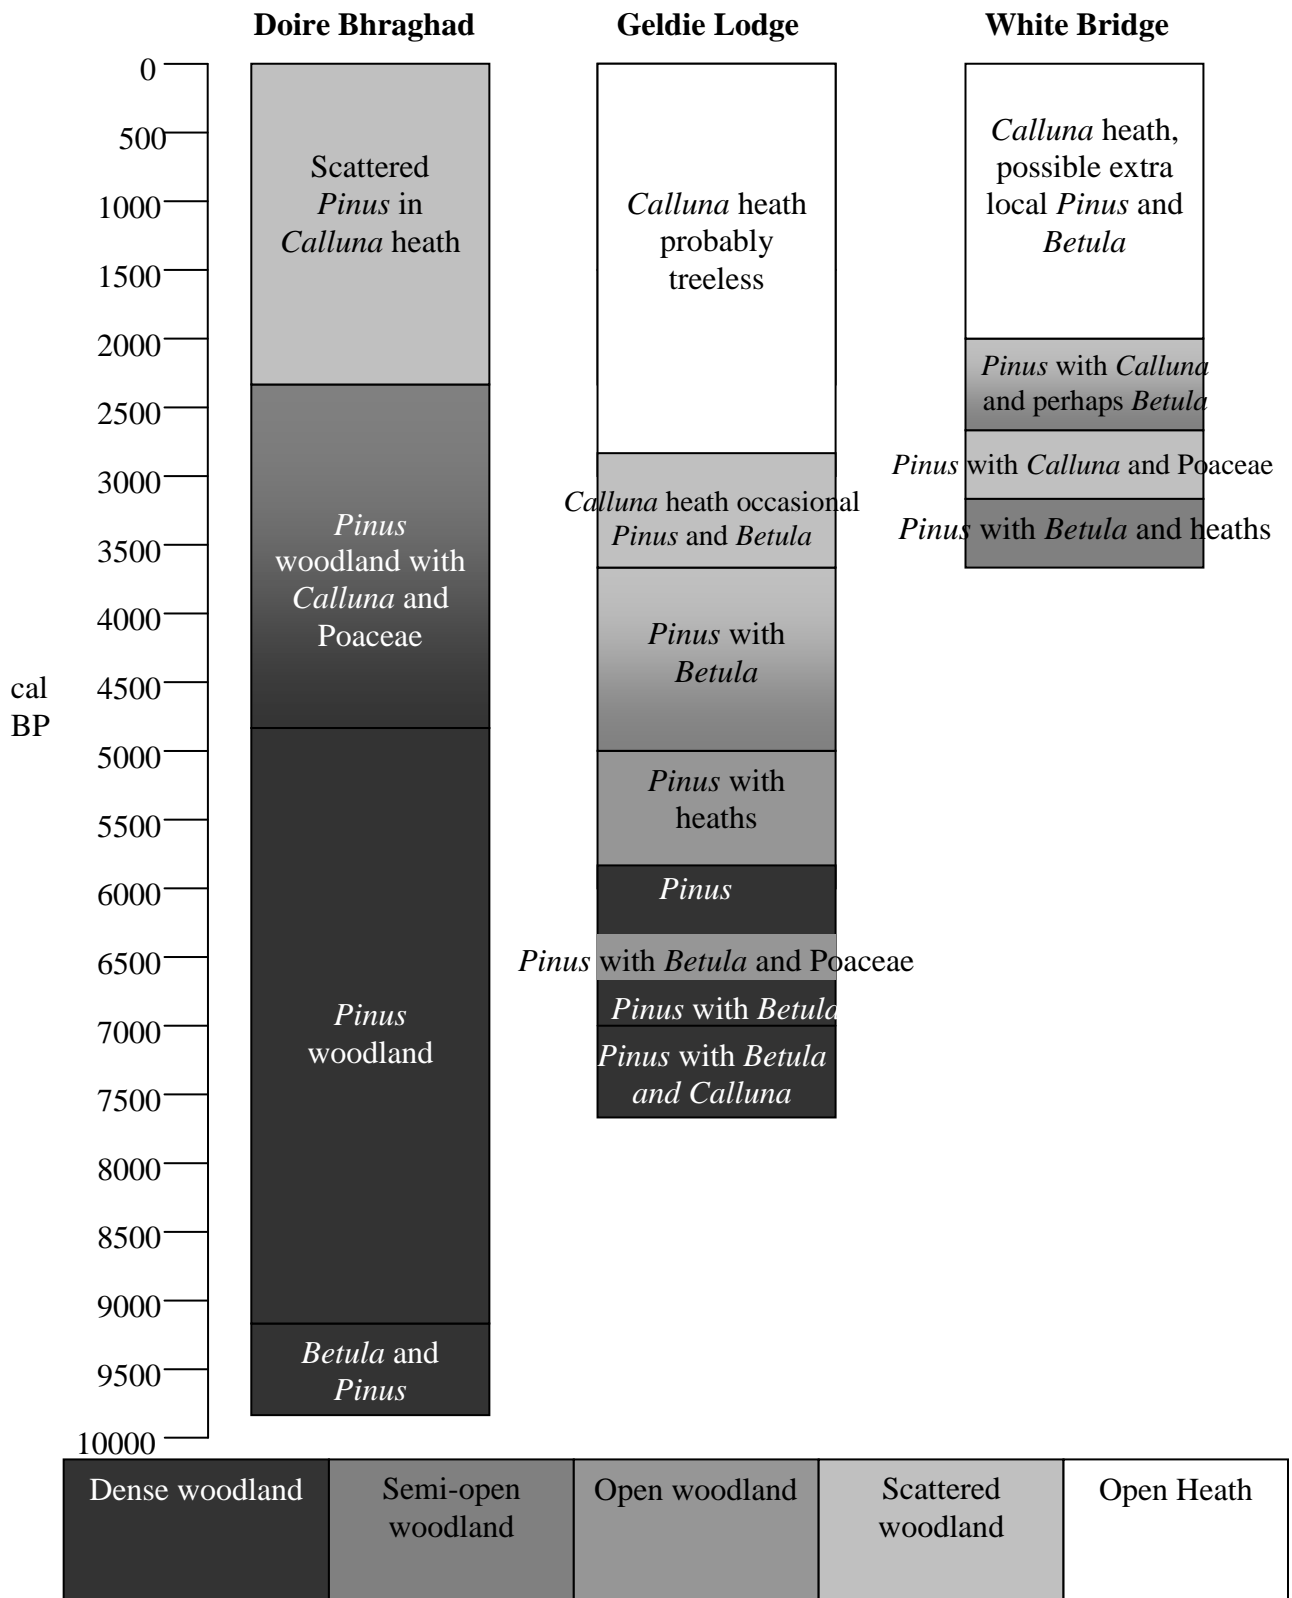 Doire Bhraghad
Geldie Lodge
White Bridge
0
500
1000
1500
2000
2500
3000
3500
4000
4500
5000
5500
6000
6500
7000
7500
8000
8500
9000
9500
10000
cal
BP
Scattered
Pinus in
Calluna heath
Pinus
woodland with
Calluna and
Poaceae
Pinus
woodland
Betula and
Pinus
Calluna heath
probably
treeless
Calluna heath occasional
Pinus and Betula
Pinus with
Betula
Pinus with
heaths
Pinus
Pinus with Betula and Poaceae
Pinus with Betula
Pinus with Betula
and Calluna
Calluna heath,
possible extra
local Pinus and
Betula
Pinus with Calluna
and perhaps Betula
Pinus with Calluna and Poaceae
Pinus with Betula and heaths
Dense woodland
Semi-open
woodland
Open woodland
Scattered
woodland
Open Heath